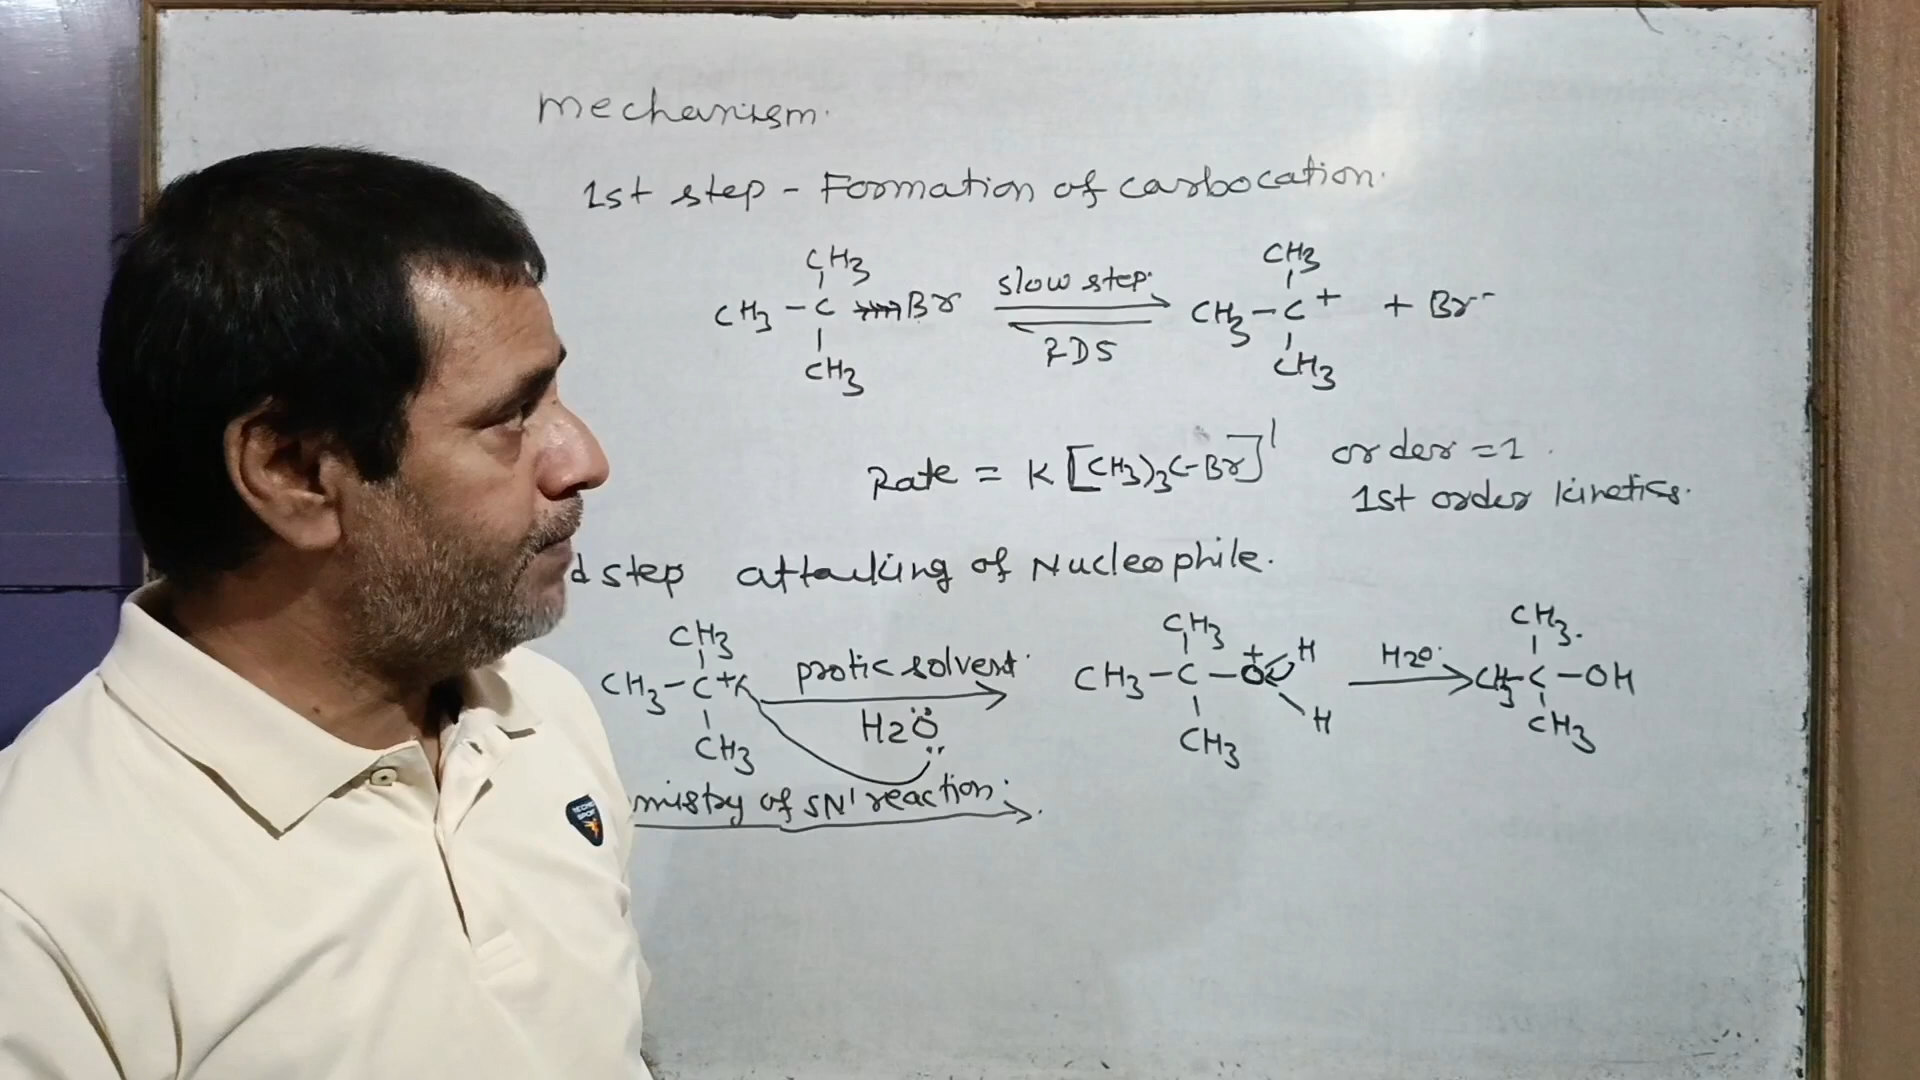 mechanism.
1st step - Formation of carbocation.
CH3
CH3 - C Br slow step. CH3 - C + + Br-
CH3
RDS
CH3
CH3
Rate = K [CH3)3C-Br]1 order = 1.
1st order kinetics.
d step attacking of Nucleophile.
CH3
CH3 - C+ protic solvent.
H2O
CH3
CH3
CH3 - C - O+ H
H
CH3
H2O.
CH3.
CH3 - C - OH
CH3
mistry of SN1 reaction.